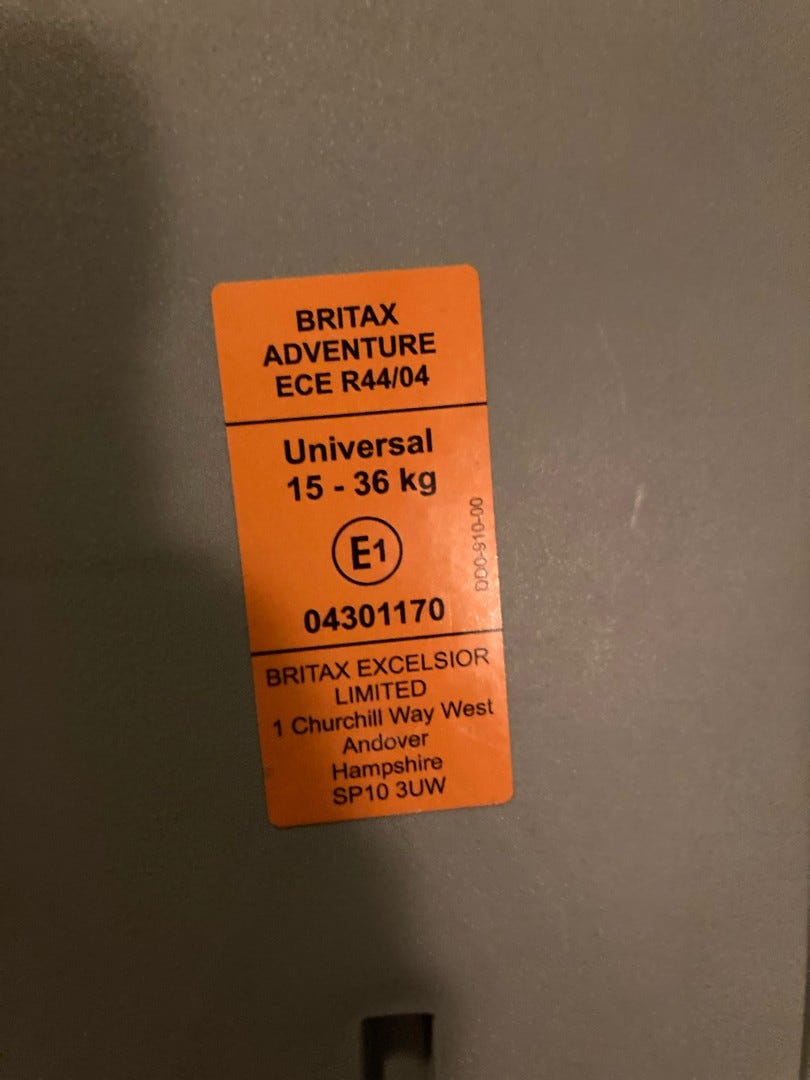 BRITAX
ADVENTURE
ECE R44/04
Universal
15 - 36 kg
E1
04301170
DD0-910-00
BRITAX EXCELSIOR
LIMITED
1 Churchill Way West
Andover
Hampshire
SP10 3UW